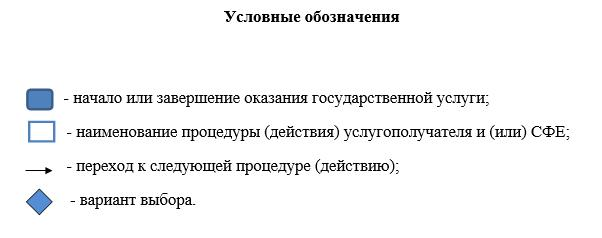 Условные обозначения
- начало или завершение оказания государственной услуги;
- наименование процедуры (действия) услугополучателя и (или) СФЕ;
- переход к следующей процедуре (действию);
- вариант выбора.